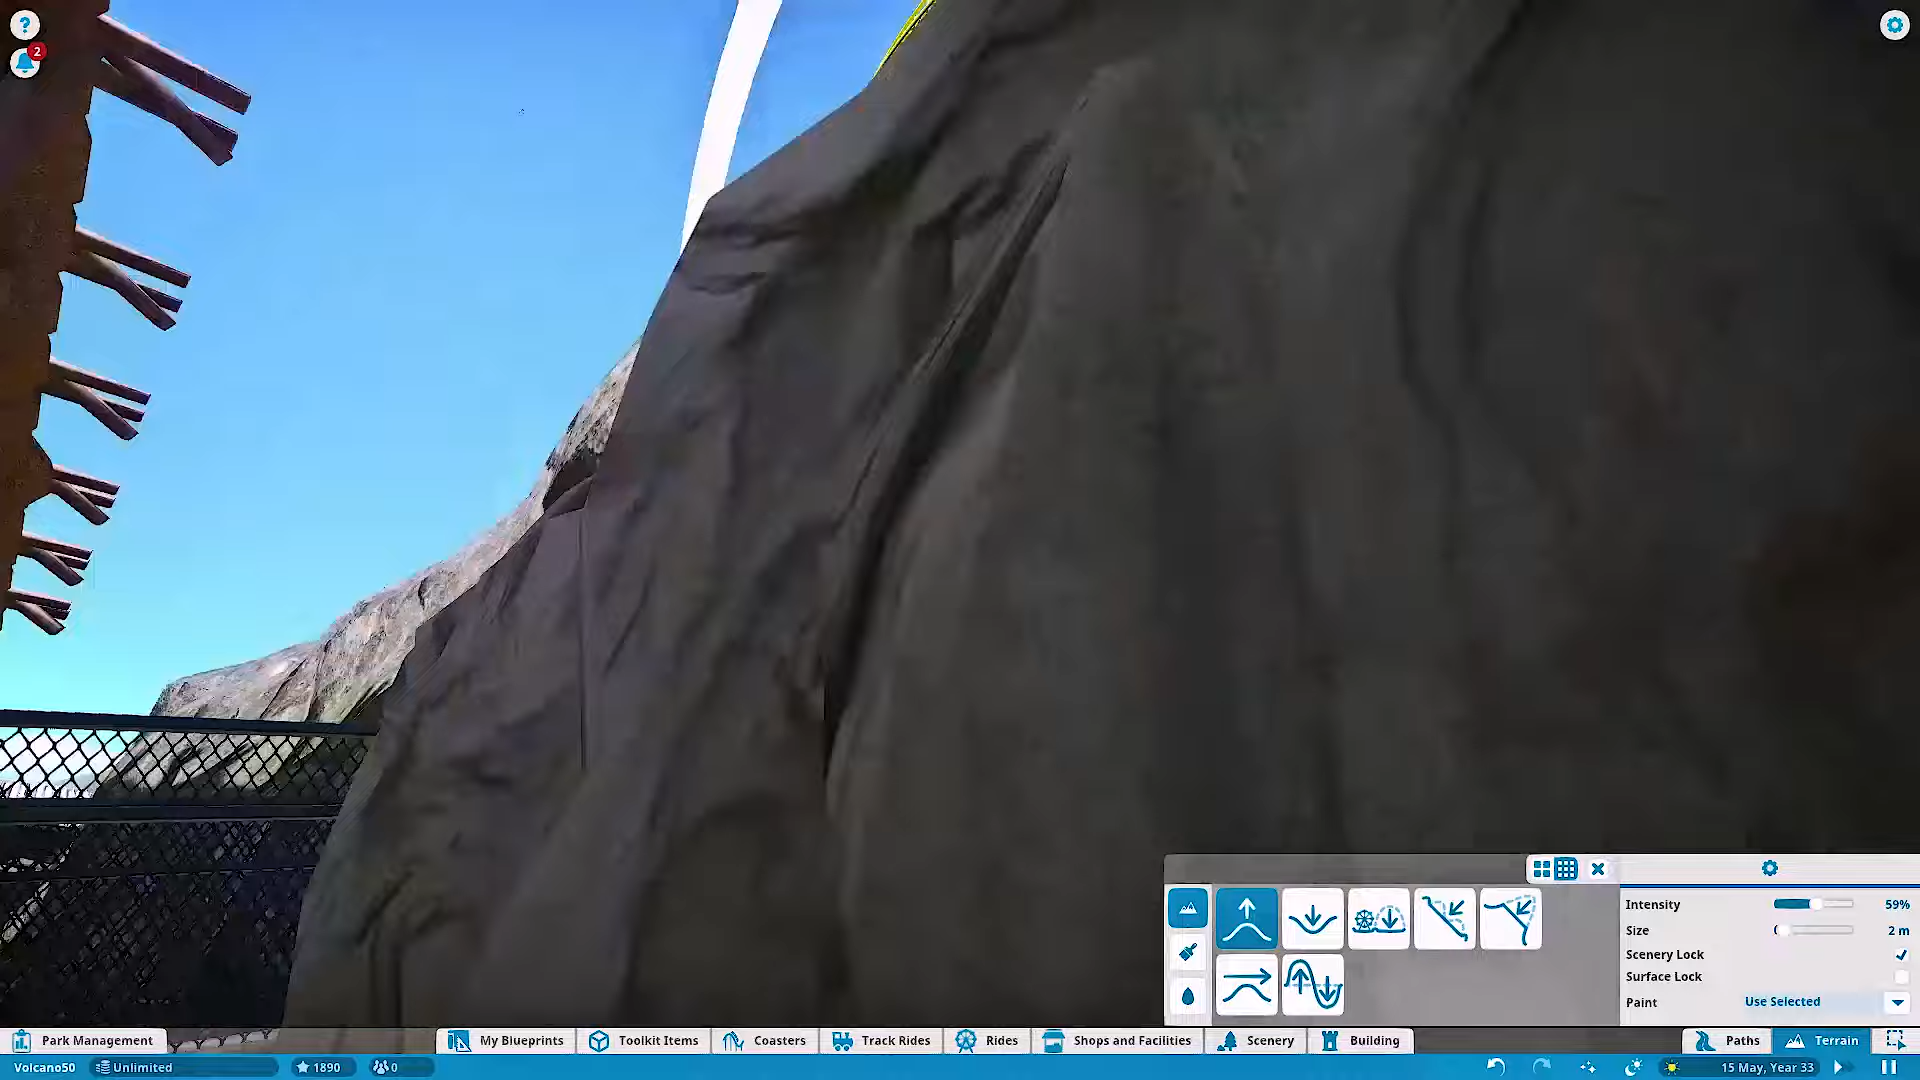 ?
2
Intensity 59%
Size 2 m
Scenery Lock
Surface Lock
Paint Use Selected
Park Management
My Blueprints
Toolkit Items
Coasters
Track Rides
Rides
Shops and Facilities
Scenery
Building
Paths
Terrain
Volcano50
Unlimited
1890
0
15 May, Year 33